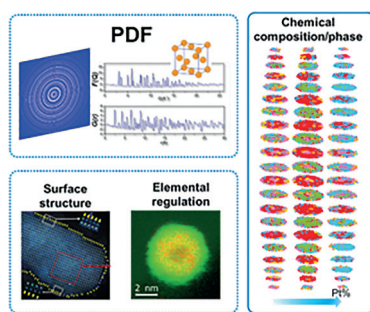 PDF
F(Q)
G(r)
Surface
structure
Elemental
regulation
2 nm
Chemical
composition/phase
Pt%